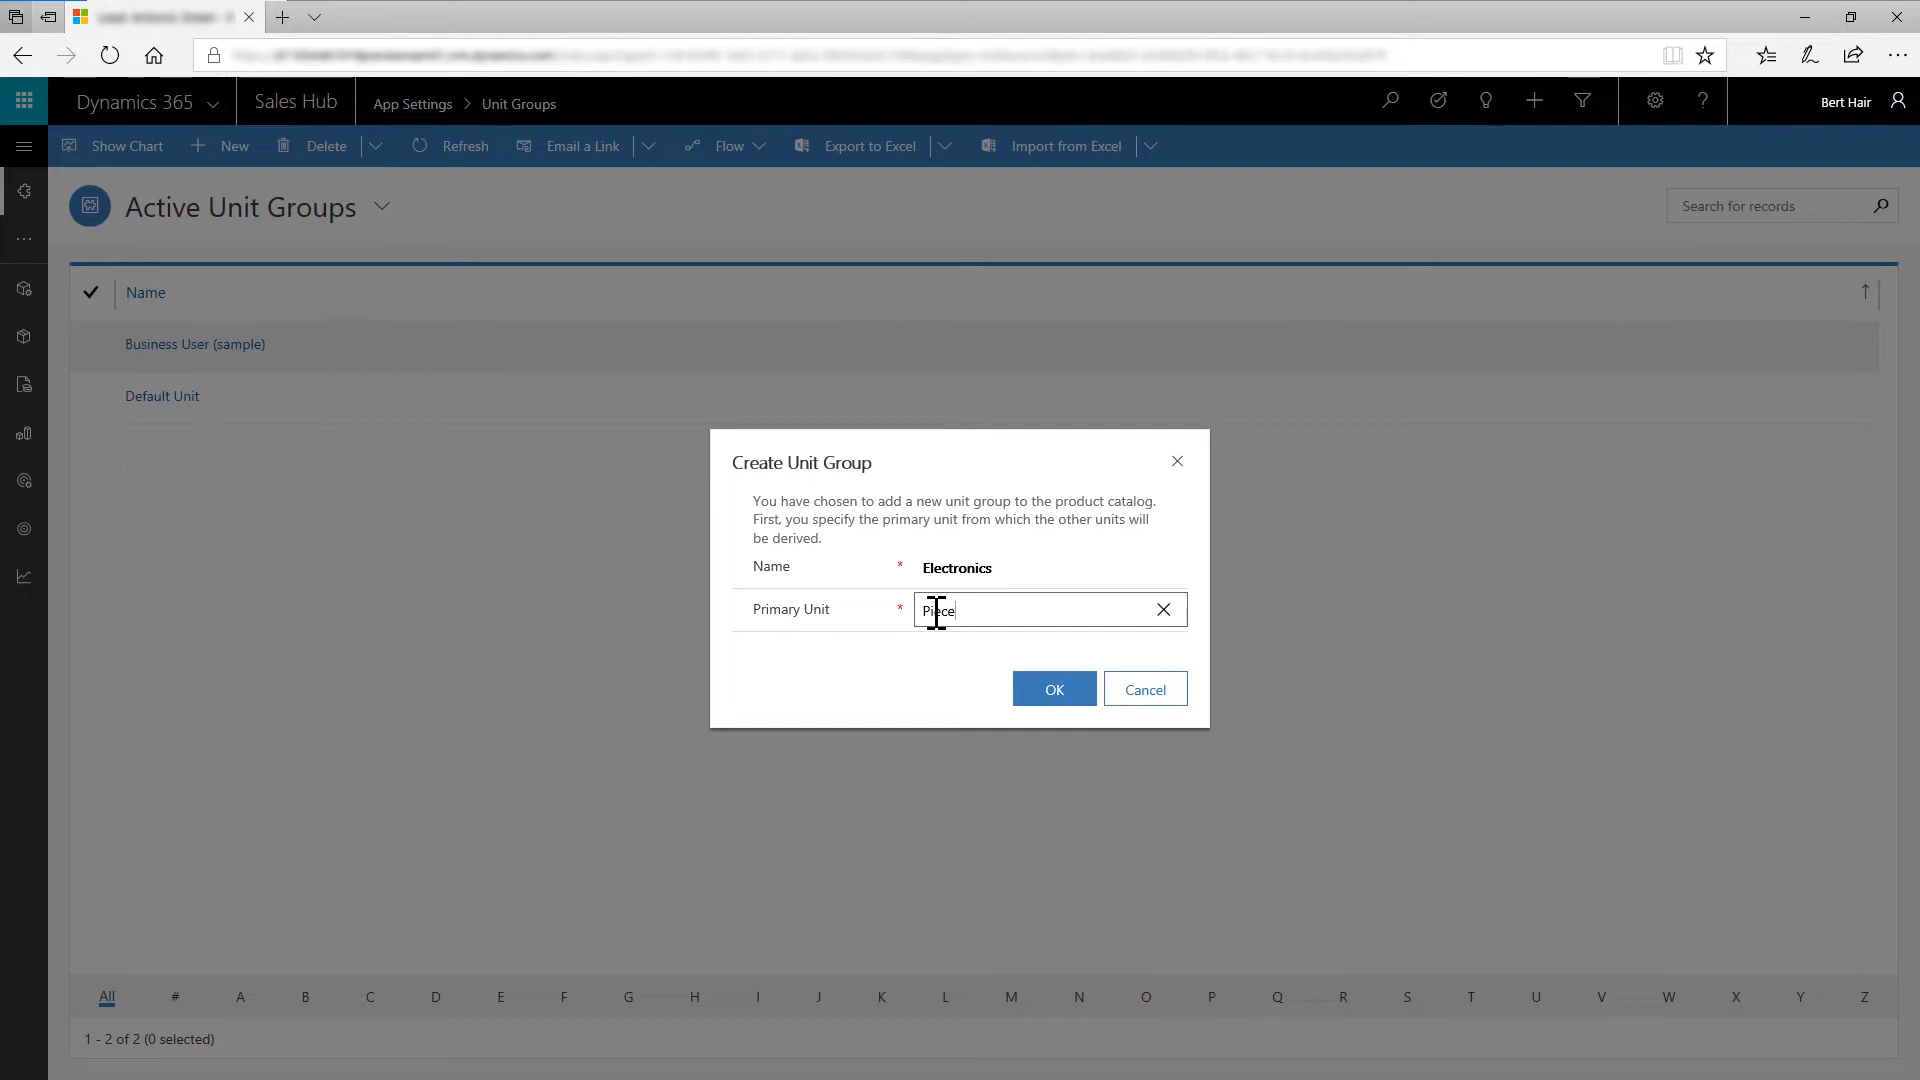 Dynamics 365
Sales Hub
App Settings > Unit Groups
Bert Hair
Show Chart
New
Delete
Refresh
Email a Link
Flow
Export to Excel
Import from Excel
Active Unit Groups
Search for records
Name
Business User (sample)
Default Unit
Create Unit Group
You have chosen to add a new unit group to the product catalog.
First, you specify the primary unit from which the other units will
be derived.
Name * Electronics
Primary Unit * Piece
OK
Cancel
All # A B C D E F G H I J K L M N O P Q R S T U V W X Y Z
1 - 2 of 2 (0 selected)